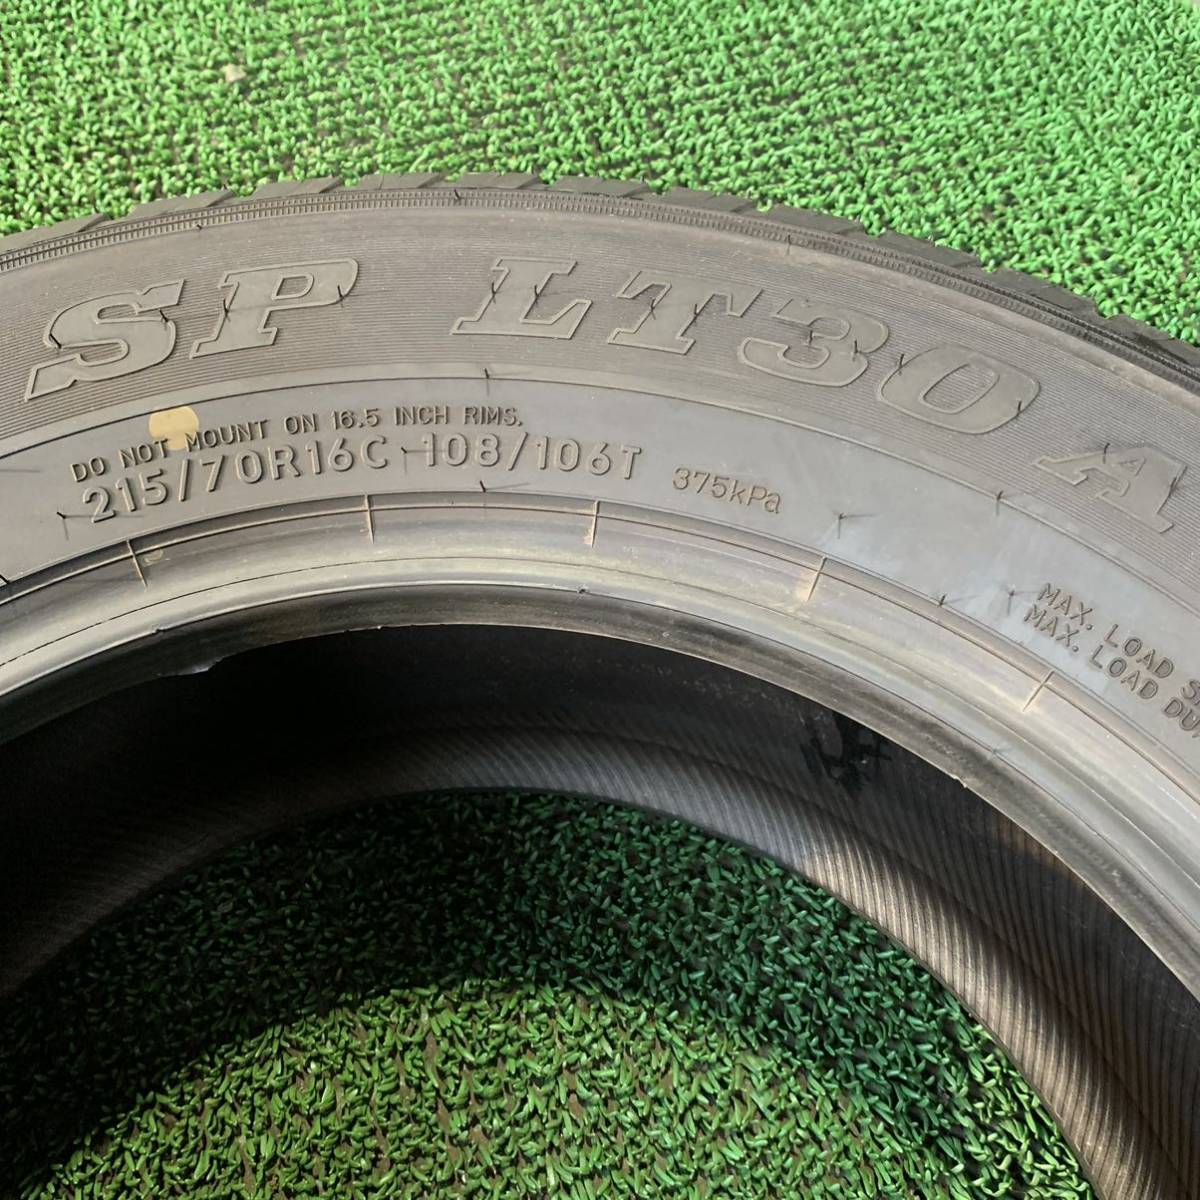 SP LT30 A
DO NOT MOUNT ON 16.5 INCH RIMS.
215/70R16C 108/106T 375kPa
MAX. LOAD
MAX. LOAD